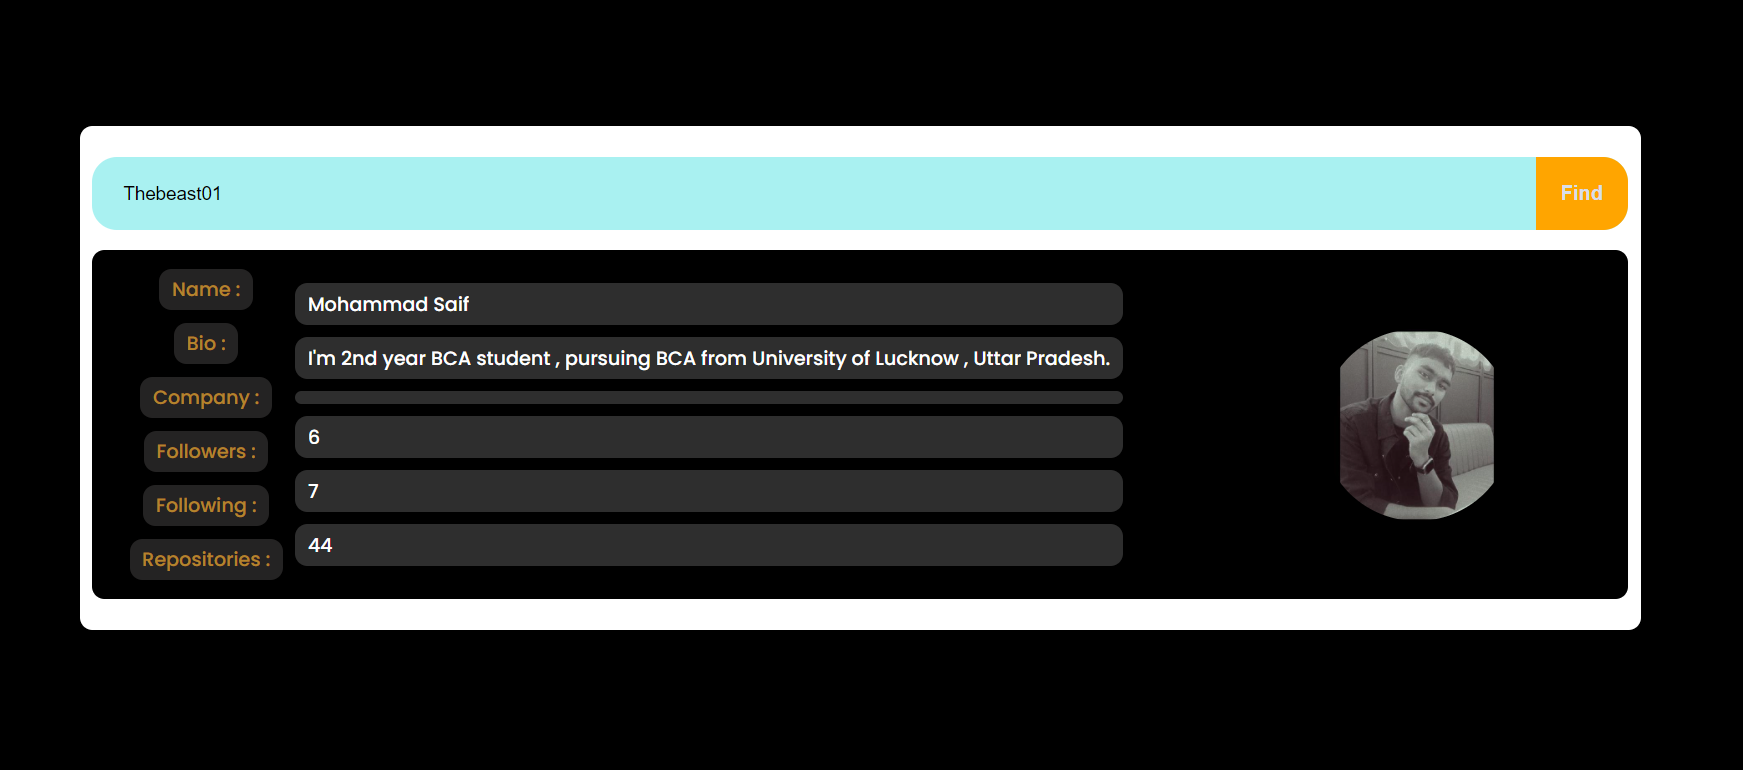 Thebeast01
Find
Name :
Mohammad Saif
Bio :
I'm 2nd year BCA student , pursuing BCA from University of Lucknow , Uttar Pradesh.
Company :
Followers :
6
Following :
7
Repositories :
44